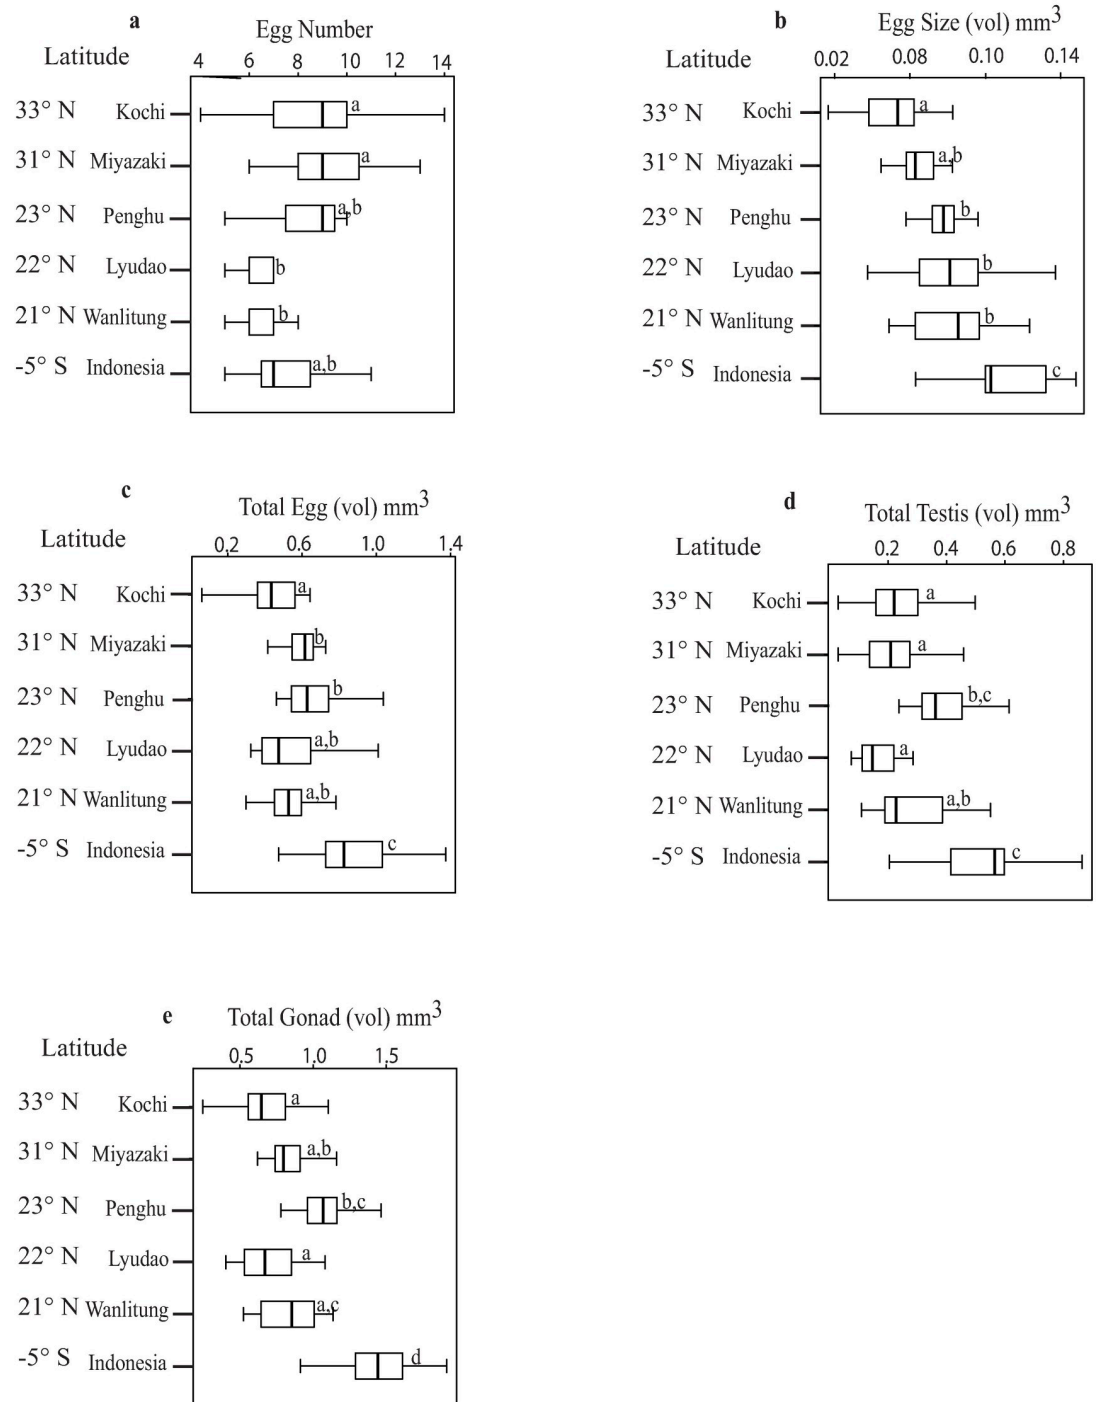 a
Egg Number
Latitude
4 6 8 10 12 14
33° N Kochi a
31° N Miyazaki a
23° N Penghu a,b
22° N Lyudao b
21° N Wanlitung b
-5° S Indonesia a,b
b
Egg Size (vol) mm3
Latitude
0.02 0.08 0.10 0.14
33° N Kochi a
31° N Miyazaki a,b
23° N Penghu b
22° N Lyudao b
21° N Wanlitung b
-5° S Indonesia c
c
Total Egg (vol) mm3
Latitude
0.2 0.6 1.0 1.4
33° N Kochi a
31° N Miyazaki b
23° N Penghu b
22° N Lyudao a,b
21° N Wanlitung a,b
-5° S Indonesia c
d
Total Testis (vol) mm3
Latitude
0.2 0.4 0.6 0.8
33° N Kochi a
31° N Miyazaki a
23° N Penghu b,c
22° N Lyudao a
21° N Wanlitung a,b
-5° S Indonesia c
e
Total Gonad (vol) mm3
Latitude
0.5 1.0 1.5
33° N Kochi a
31° N Miyazaki a,b
23° N Penghu b,c
22° N Lyudao a
21° N Wanlitung a,c
-5° S Indonesia d